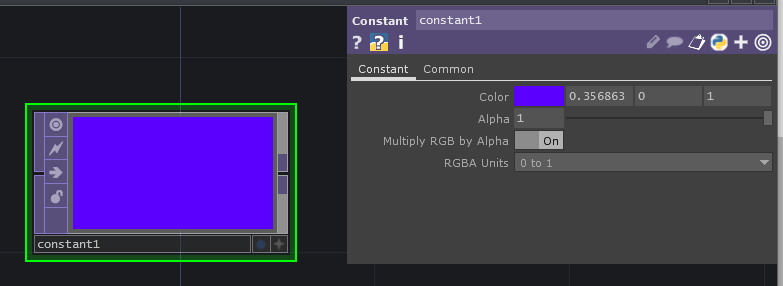 Constant constant1
? ? i
Constant Common
Color 0.356863 0 1
Alpha 1
Multiply RGB by Alpha On
RGBA Units 0 to 1
constant1